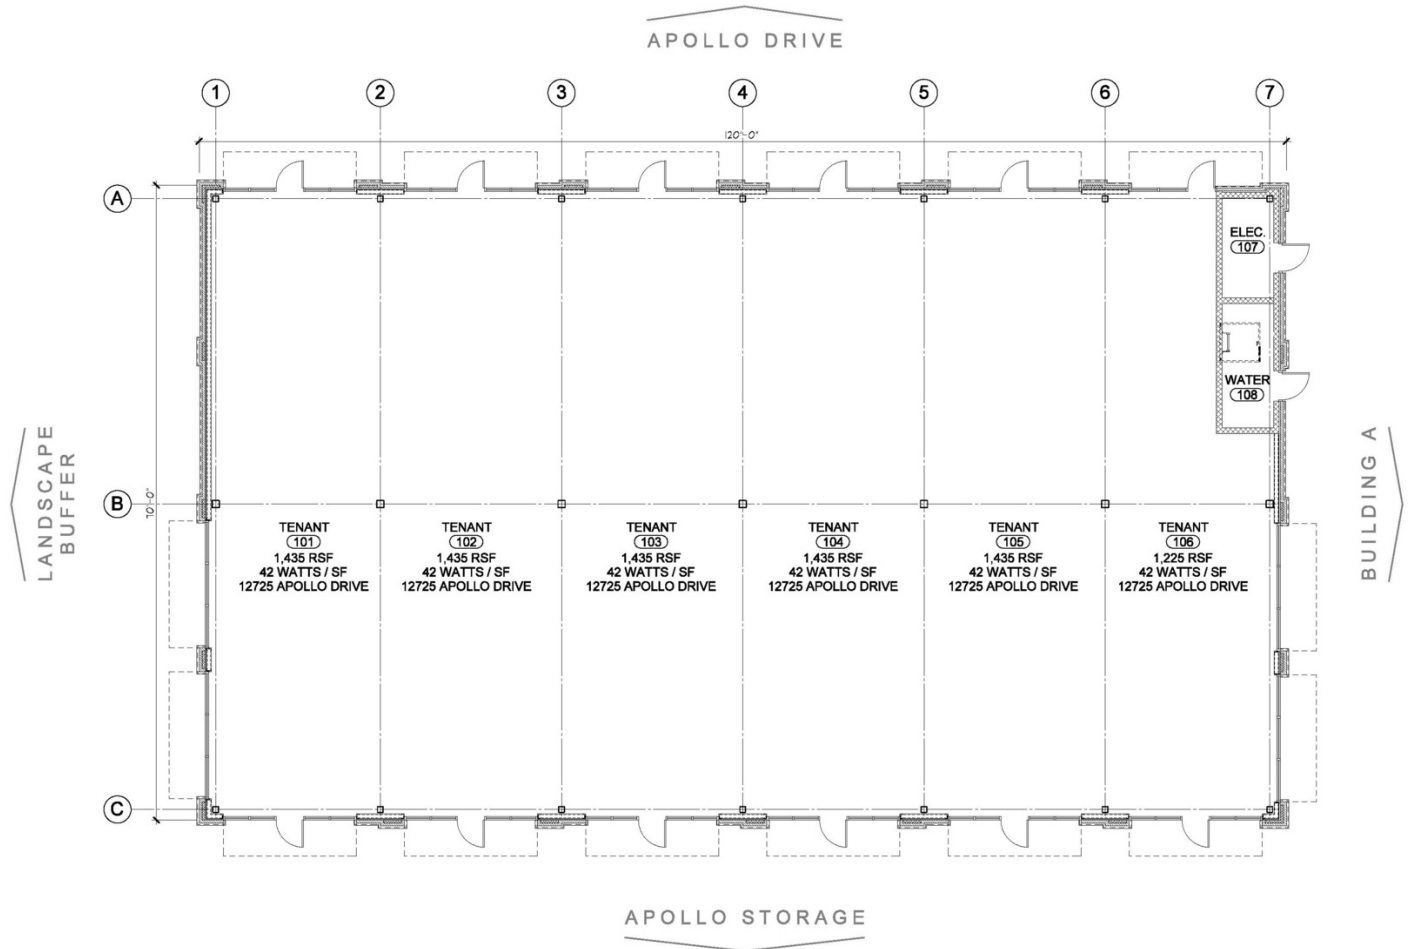 APOLLO DRIVE
1 2 3 4 5 6 7
120'-0"
A
ELEC.
107
WATER
108
LANDSCAPE
BUFFER
70'-0"
BUILDING A
B
TENANT
101
1,435 RSF
42 WATTS / SF
12725 APOLLO DRIVE
TENANT
102
1,435 RSF
42 WATTS / SF
12725 APOLLO DRIVE
TENANT
103
1,435 RSF
42 WATTS / SF
12725 APOLLO DRIVE
TENANT
104
1,435 RSF
42 WATTS / SF
12725 APOLLO DRIVE
TENANT
105
1,435 RSF
42 WATTS / SF
12725 APOLLO DRIVE
TENANT
106
1,225 RSF
42 WATTS / SF
12725 APOLLO DRIVE
C
APOLLO STORAGE